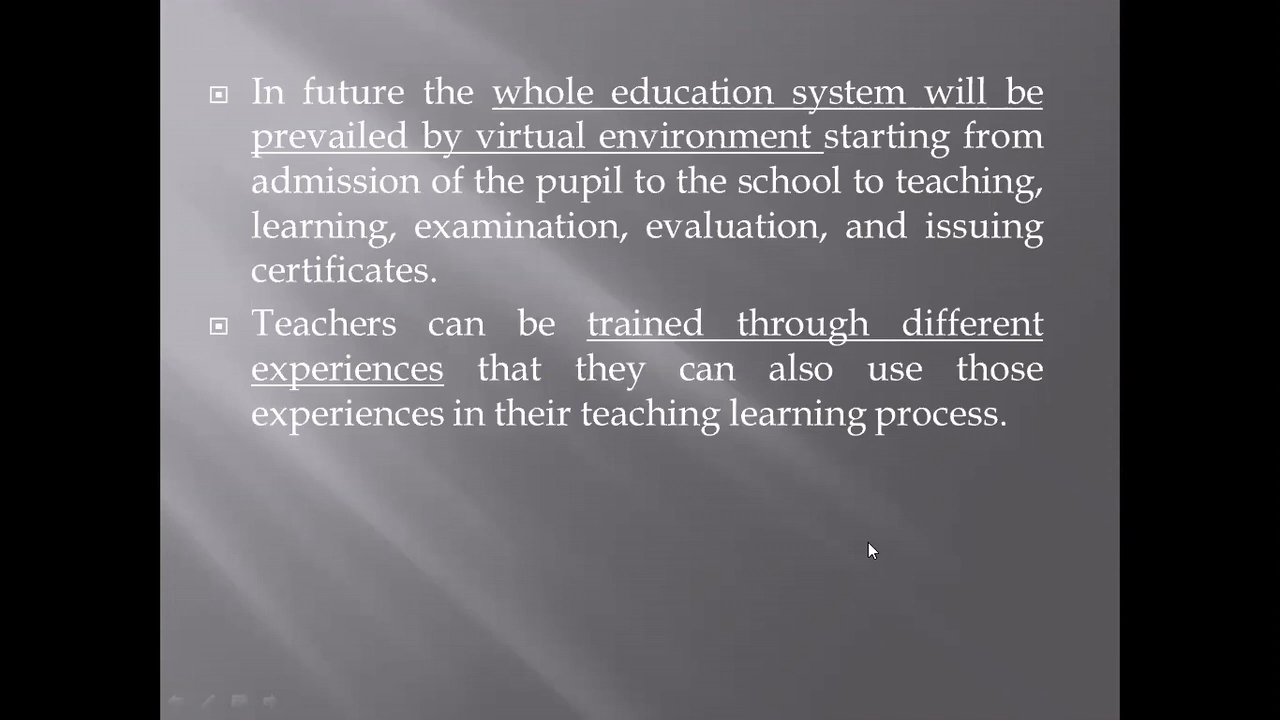 In future the whole education system will be
prevailed by virtual environment starting from
admission of the pupil to the school to teaching,
learning, examination, evaluation, and issuing
certificates.
Teachers can be trained through different
experiences that they can also use those
experiences in their teaching learning process.